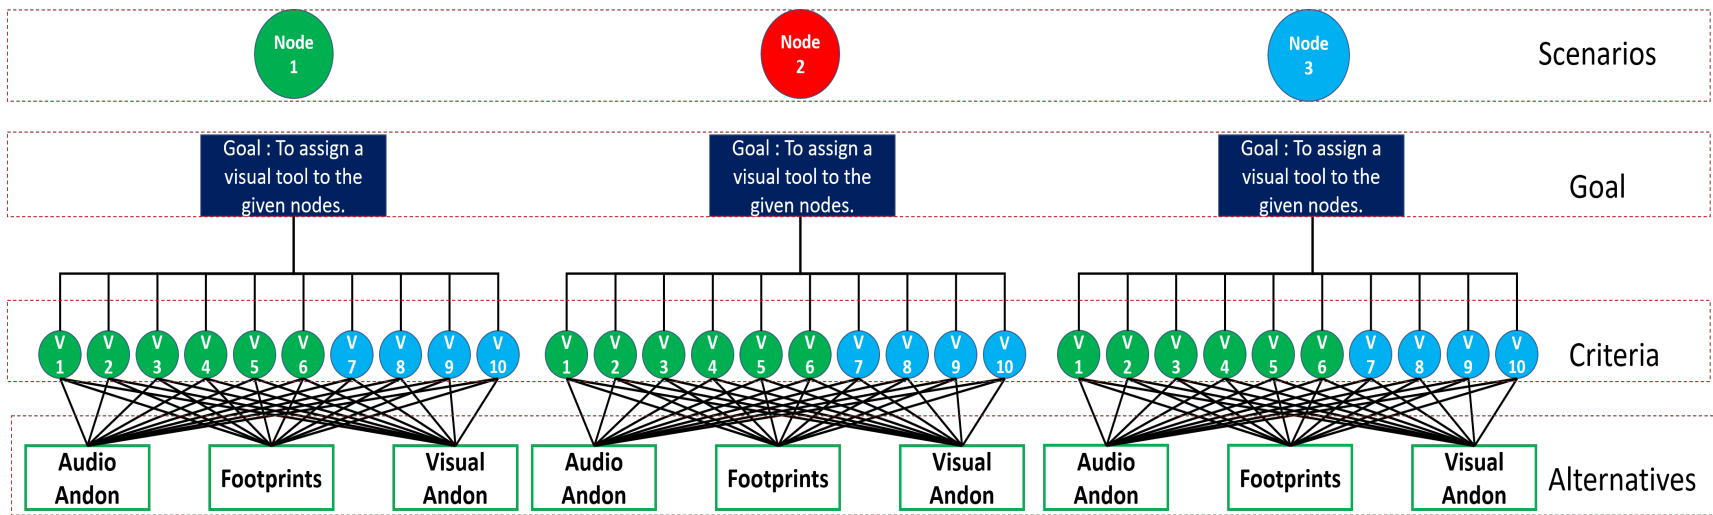 Node
1
Node
2
Node
3
Scenarios
Goal : To assign a
visual tool to the
given nodes.
Goal : To assign a
visual tool to the
given nodes.
Goal : To assign a
visual tool to the
given nodes.
Goal
V
1
V
2
V
3
V
4
V
5
V
6
V
7
V
8
V
9
V
10
V
1
V
2
V
3
V
4
V
5
V
6
V
7
V
8
V
9
V
10
V
1
V
2
V
3
V
4
V
5
V
6
V
7
V
8
V
9
V
10
Criteria
Audio
Andon
Footprints
Visual
Andon
Audio
Andon
Footprints
Visual
Andon
Audio
Andon
Footprints
Visual
Andon
Alternatives